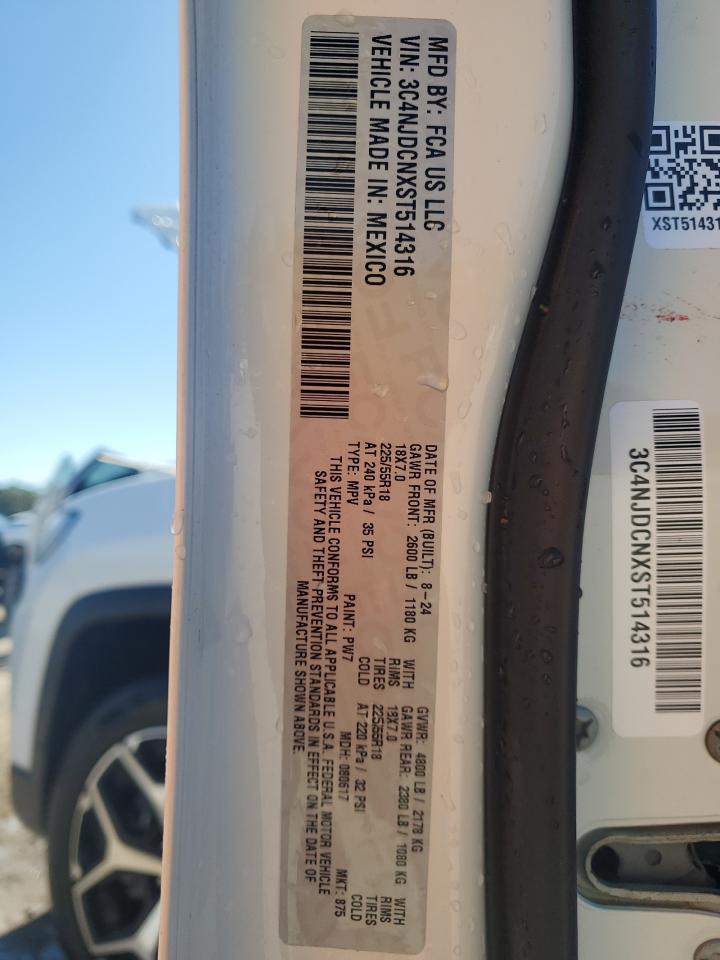 MFD BY: FCA US LLC
VIN: 3C4NJDCNXST514316
VEHICLE MADE IN: MEXICO
DATE OF MFR (BUILT): 8-24 GVWR: 4800 LB / 2178 KG
GAWR FRONT: 2600 LB / 1180 KG WITH GAWR REAR: 2380 LB / 1080 KG WITH
18X7.0 RIMS 18X7.0 RIMS
225/55R18 TIRES 225/55R18 TIRES
AT 240 kPa / 35 PSI COLD AT 220 kPa / 32 PSI COLD
TYPE: MPV PAINT: PW7 MDH: 080617 MKT: 875
THIS VEHICLE CONFORMS TO ALL APPLICABLE U.S.A. FEDERAL MOTOR VEHICLE
SAFETY AND THEFT PREVENTION STANDARDS IN EFFECT ON THE DATE OF
MANUFACTURE SHOWN ABOVE.
XST51431
3C4NJDCNXST514316